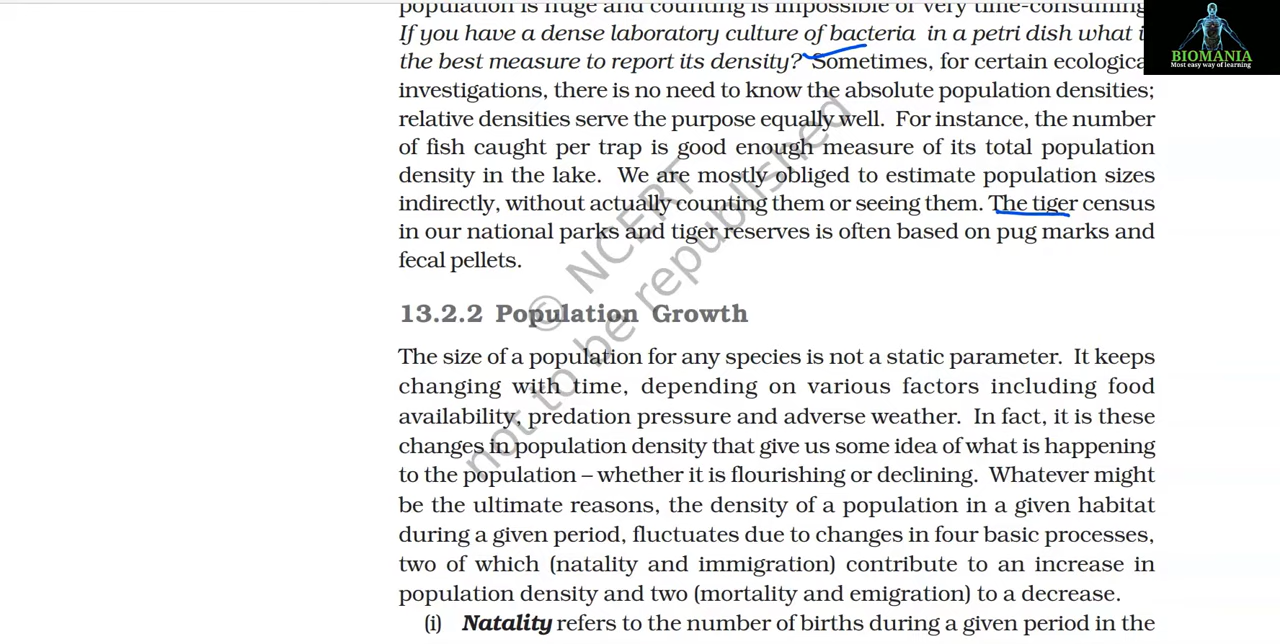 population is huge and counting is impossible or very time-consuming.
If you have a dense laboratory culture of bacteria in a petri dish what i
the best measure to report its density? Sometimes, for certain ecologica
investigations, there is no need to know the absolute population densities;
relative densities serve the purpose equally well. For instance, the number
of fish caught per trap is good enough measure of its total population
density in the lake. We are mostly obliged to estimate population sizes
indirectly, without actually counting them or seeing them. The tiger census
in our national parks and tiger reserves is often based on pug marks and
fecal pellets.
13.2.2 Population Growth
The size of a population for any species is not a static parameter. It keeps
changing with time, depending on various factors including food
availability, predation pressure and adverse weather. In fact, it is these
changes in population density that give us some idea of what is happening
to the population – whether it is flourishing or declining. Whatever might
be the ultimate reasons, the density of a population in a given habitat
during a given period, fluctuates due to changes in four basic processes,
two of which (natality and immigration) contribute to an increase in
population density and two (mortality and emigration) to a decrease.
(i) Natality refers to the number of births during a given period in the
© NCERT
not to be republished
BIOMANIA
Most easy way of learning